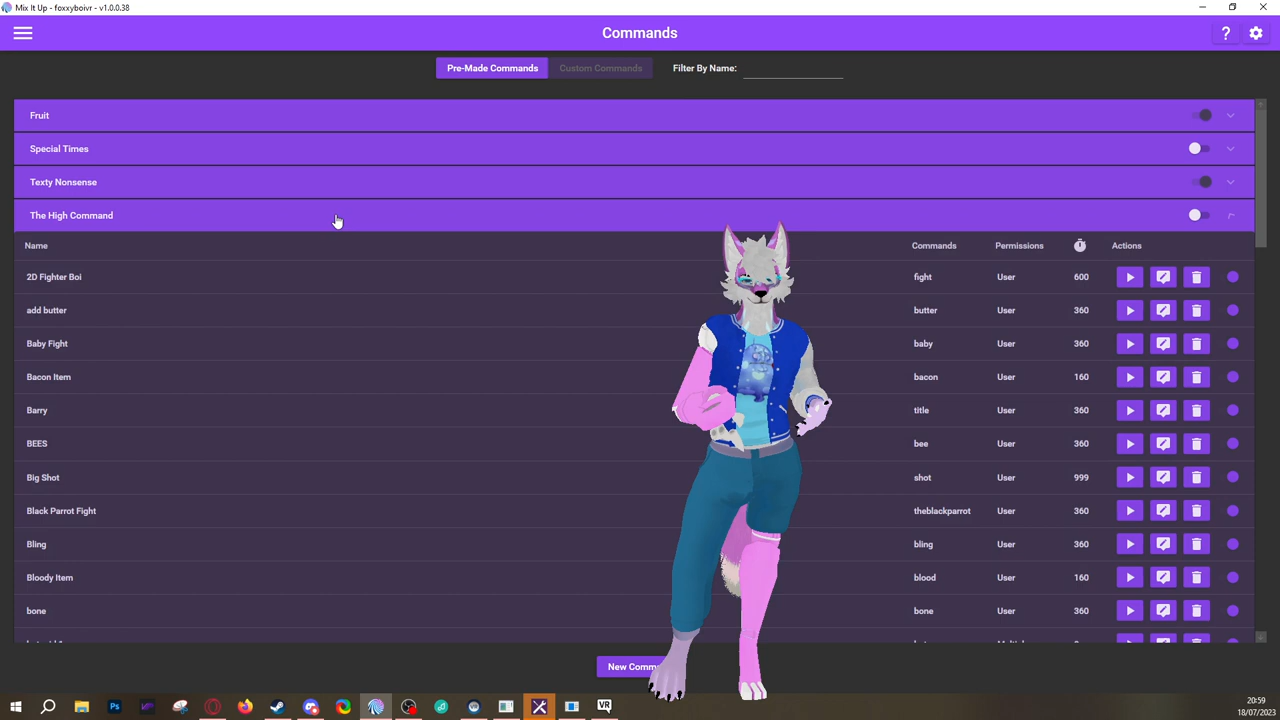 Mix It Up - foxxyboivr - v1.0.0.38
Commands
?
Pre-Made Commands Custom Commands Filter By Name:
Fruit
Special Times
Texty Nonsense
The High Command
Name Commands Permissions Actions
2D Fighter Boi fight User 600
add butter butter User 360
Baby Fight baby User 360
Bacon Item bacon User 160
Barry title User 360
BEES bee User 360
Big Shot shot User 999
Black Parrot Fight theblackparrot User 360
Bling bling User 360
Bloody Item blood User 160
bone bone User 360
New Comm
Ps VR
20:59
18/07/2023